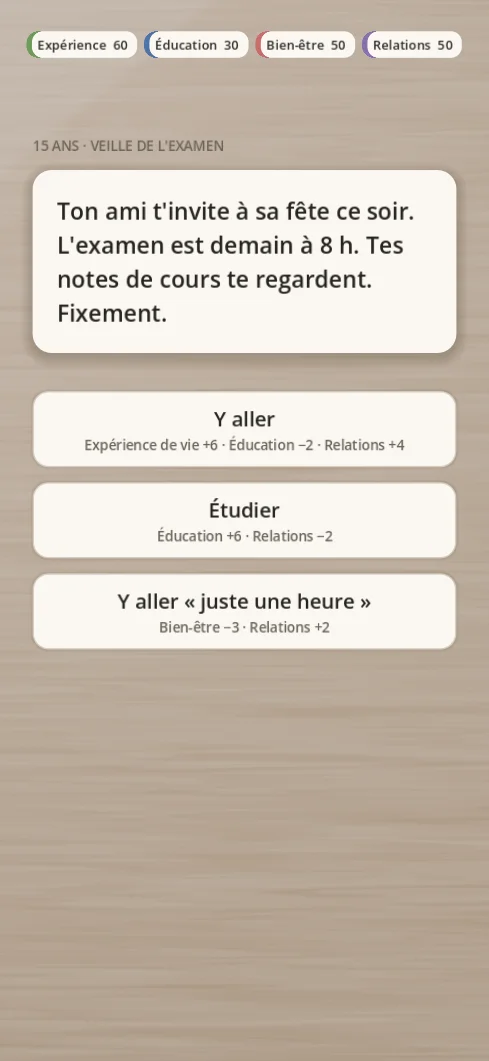 Expérience 60 Éducation 30 Bien-être 50 Relations 50
15 ANS · VEILLE DE L'EXAMEN
Ton ami t'invite à sa fête ce soir.
L'examen est demain à 8 h. Tes
notes de cours te regardent.
Fixement.
Y aller
Expérience de vie +6 · Éducation −2 · Relations +4
Étudier
Éducation +6 · Relations −2
Y aller « juste une heure »
Bien-être −3 · Relations +2